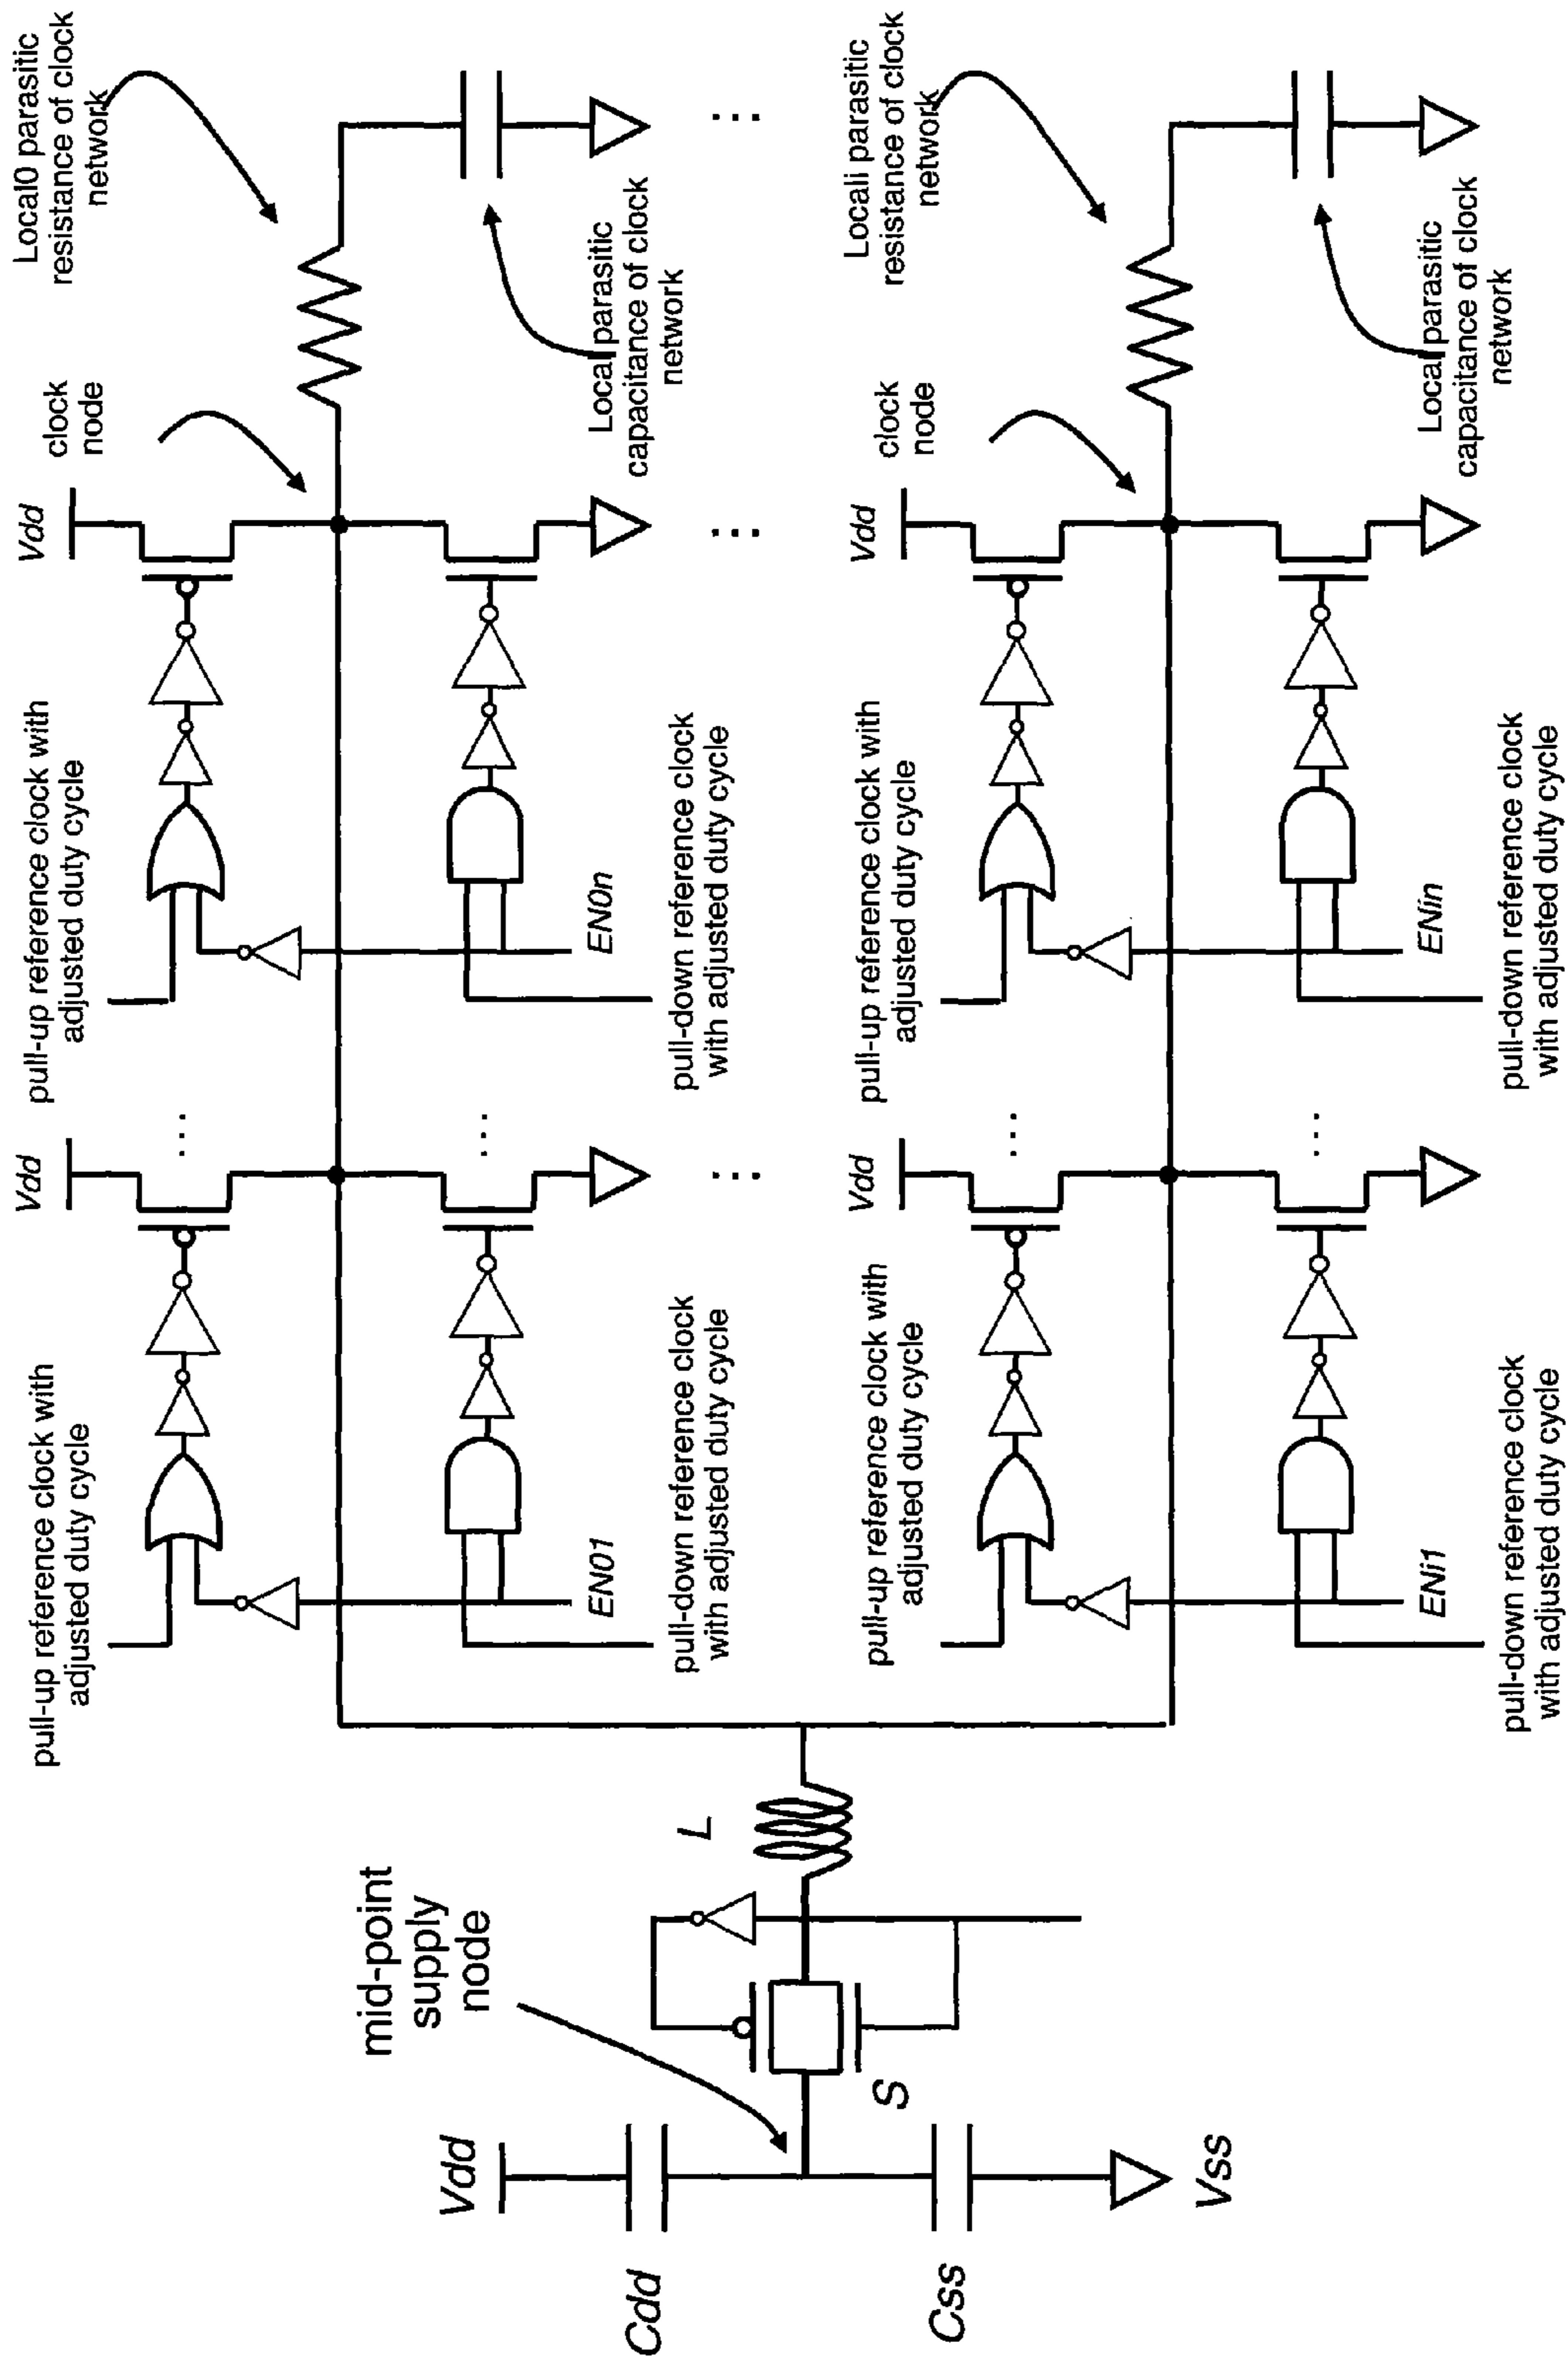 Vdd
Cdd
Css
Vss
mid-point
supply
node
S
L
pull-up reference clock with
adjusted duty cycle
Vdd
...
EN01
pull-down reference clock
with adjusted duty cycle
...
...
pull-up reference clock with
adjusted duty cycle
Vdd
clock
node
EN0n
pull-down reference clock
with adjusted duty cycle
...
Local0 parasitic
resistance of clock
network
Local parasitic
capacitance of clock
network
...
pull-up reference clock with
adjusted duty cycle
Vdd
...
ENi1
pull-down reference clock
with adjusted duty cycle
...
pull-up reference clock with
adjusted duty cycle
Vdd
clock
node
ENin
pull-down reference clock
with adjusted duty cycle
Locali parasitic
resistance of clock
network
Local parasitic
capacitance of clock
network